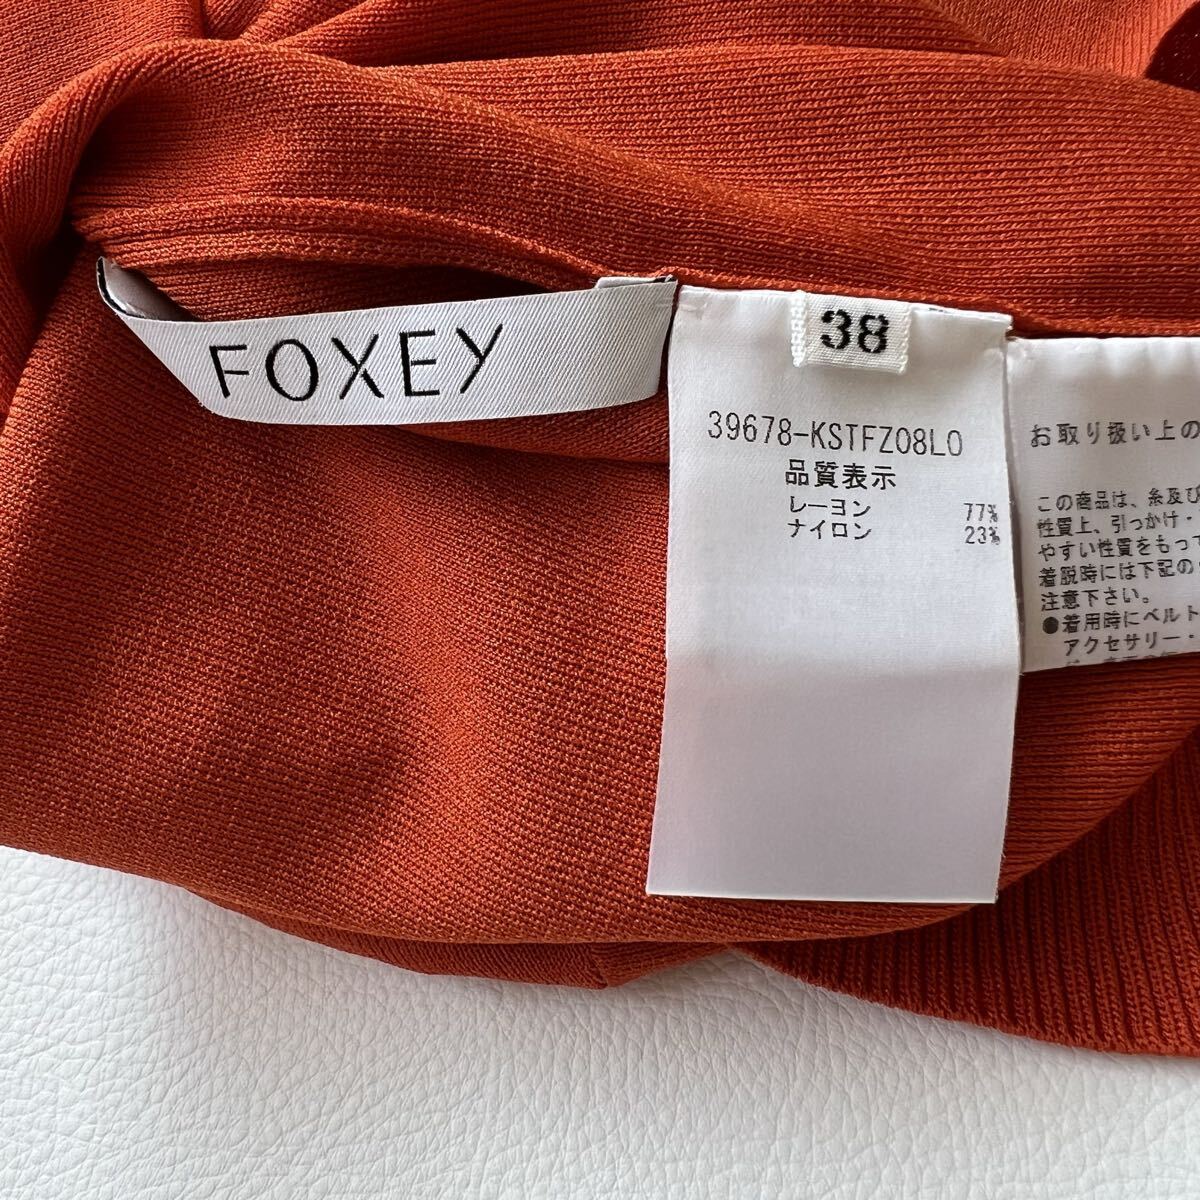 FOXEY
38
39678-KSTFZ08LO
品質表示
レーヨン 77%
ナイロン 23%
お取り扱い上の
この商品は、糸及び
性質上、引っかけ・
やすい性質をもって
着脱時には下記の
注意下さい。
●着用時にベルト
アクセサリー・